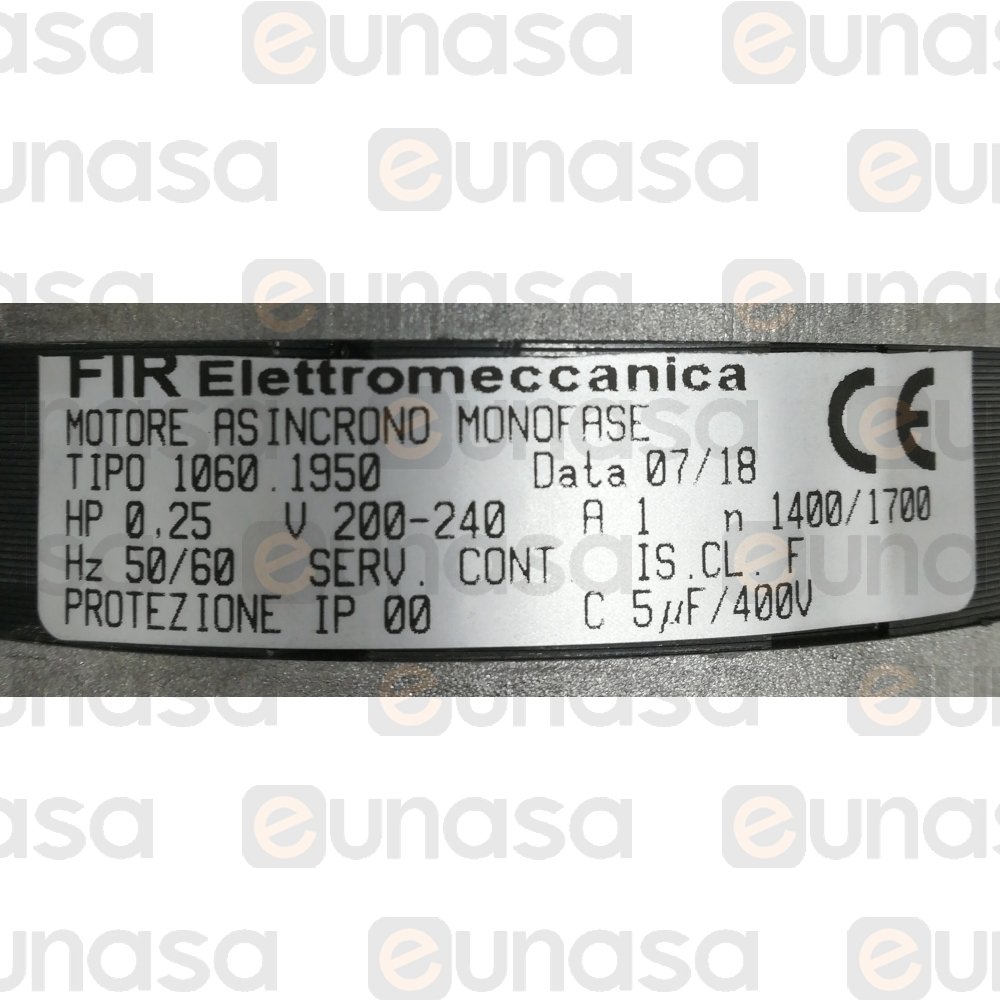 FIR Elettromeccanica
CE
MOTORE ASINCRONO MONOFASE
TIPO 1060.1950 Data 07/18
HP 0,25 V 200-240 A 1 n 1400/1700
Hz 50/60 SERV. CONT. IS.CL.F
PROTEZIONE IP 00 C 5µF/400V
eunasa